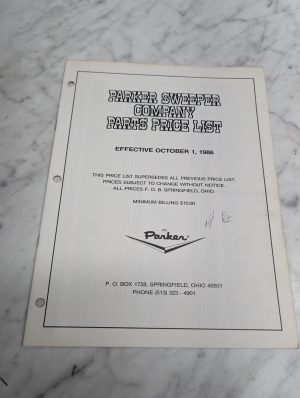 PARKER SWEEPER
COMPANY
PARTS PRICE LIST
EFFECTIVE OCTOBER 1, 1986
THIS PRICE LIST SUPERSEDES ALL PREVIOUS PRICE LIST.
PRICES SUBJECT TO CHANGE WITHOUT NOTICE.
ALL PRICES F. O. B. SPRINGFIELD, OHIO.
MINIMUM BILLING $10.00
Parker
P. O. BOX 1728, SPRINGFIELD, OHIO 45501
PHONE (513) 323 - 4901